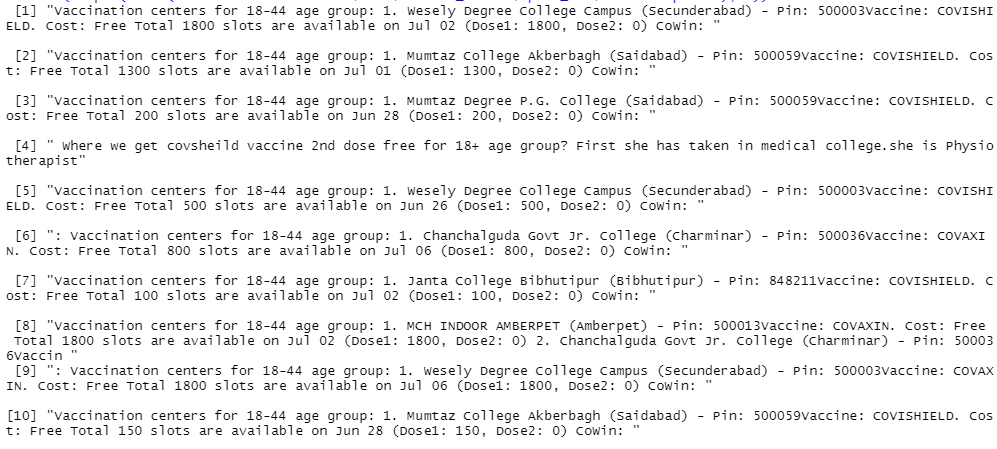 [1] "Vaccination centers for 18-44 age group: 1. Wesely Degree College Campus (Secunderabad) - Pin: 500003Vaccine: COVISHI
ELD. Cost: Free Total 1800 slots are available on Jul 02 (Dose1: 1800, Dose2: 0) CoWin: "
[2] "Vaccination centers for 18-44 age group: 1. Mumtaz College Akberbagh (Saidabad) - Pin: 500059Vaccine: COVISHIELD. Cos
t: Free Total 1300 slots are available on Jul 01 (Dose1: 1300, Dose2: 0) CoWin: "
[3] "Vaccination centers for 18-44 age group: 1. Mumtaz Degree P.G. College (Saidabad) - Pin: 500059Vaccine: COVISHIELD. C
ost: Free Total 200 slots are available on Jun 28 (Dose1: 200, Dose2: 0) CoWin: "
[4] " Where we get covsheild vaccine 2nd dose free for 18+ age group? First she has taken in medical college.she is Physio
therapist"
[5] "Vaccination centers for 18-44 age group: 1. Wesely Degree College Campus (Secunderabad) - Pin: 500003Vaccine: COVISHI
ELD. Cost: Free Total 500 slots are available on Jun 26 (Dose1: 500, Dose2: 0) CoWin: "
[6] ": Vaccination centers for 18-44 age group: 1. Chanchalguda Govt Jr. College (Charminar) - Pin: 500036Vaccine: COVAXI
N. Cost: Free Total 800 slots are available on Jul 06 (Dose1: 800, Dose2: 0) CoWin: "
[7] "Vaccination centers for 18-44 age group: 1. Janta College Bibhutipur (Bibhutipur) - Pin: 848211Vaccine: COVISHIELD. C
ost: Free Total 100 slots are available on Jul 02 (Dose1: 100, Dose2: 0) CoWin: "
[8] "Vaccination centers for 18-44 age group: 1. MCH INDOOR AMBERPET (Amberpet) - Pin: 500013Vaccine: COVAXIN. Cost: Free
Total 1800 slots are available on Jul 02 (Dose1: 1800, Dose2: 0) 2. Chanchalguda Govt Jr. College (Charminar) - Pin: 50003
6Vaccin "
[9] ": Vaccination centers for 18-44 age group: 1. Wesely Degree College Campus (Secunderabad) - Pin: 500003Vaccine: COVAX
IN. Cost: Free Total 1800 slots are available on Jul 06 (Dose1: 1800, Dose2: 0) CoWin: "
[10] "Vaccination centers for 18-44 age group: 1. Mumtaz College Akberbagh (Saidabad) - Pin: 500059Vaccine: COVISHIELD. Cos
t: Free Total 150 slots are available on Jun 28 (Dose1: 150, Dose2: 0) CoWin: "